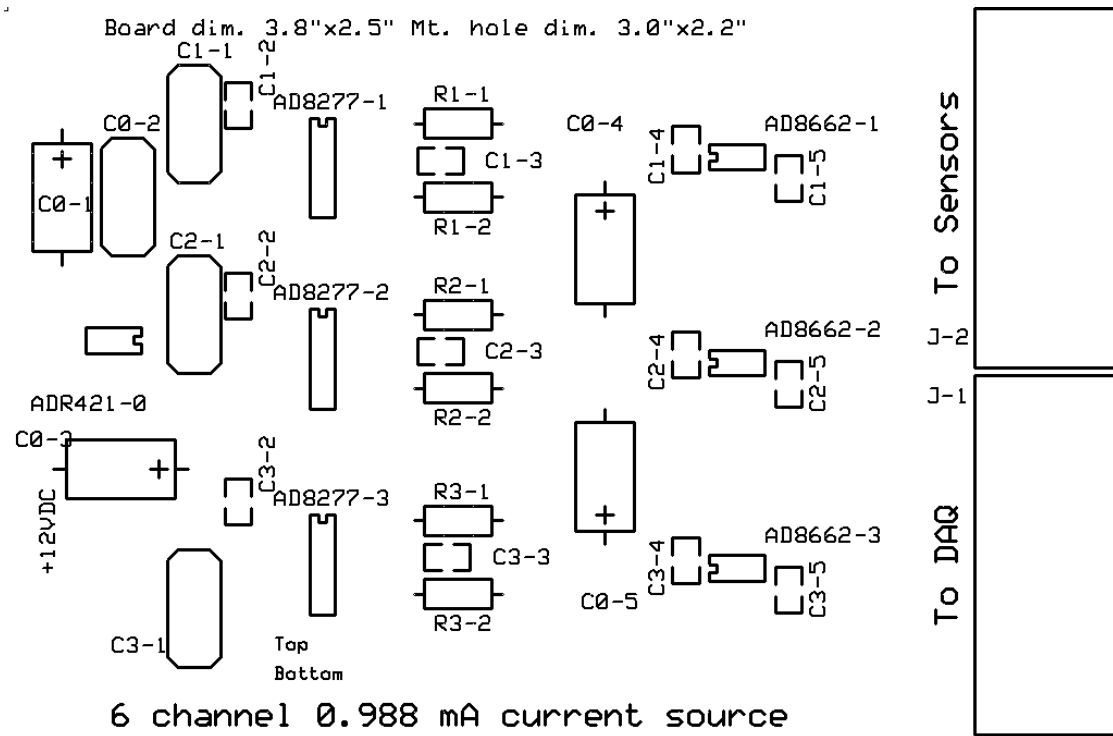 Board dim. 3.8"x2.5" Mt. hole dim. 3.0"x2.2"
C1-1
C1-2
AD8277-1
R1-1
C0-2
C0-4
C1-4
AD8662-1
C1-3
C1-5
C0-1
R1-2
To Sensors
C2-1
C2-2
AD8277-2
R2-1
AD8662-2
J-2
C2-3
C2-4
C2-5
J-1
ADR421-0
R2-2
C0-3
C3-2
AD8277-3
R3-1
+12VDC
AD8662-3
C3-3
C3-4
C3-5
To DAQ
C0-5
R3-2
C3-1
Top
Bottom
6 channel 0.988 mA current source